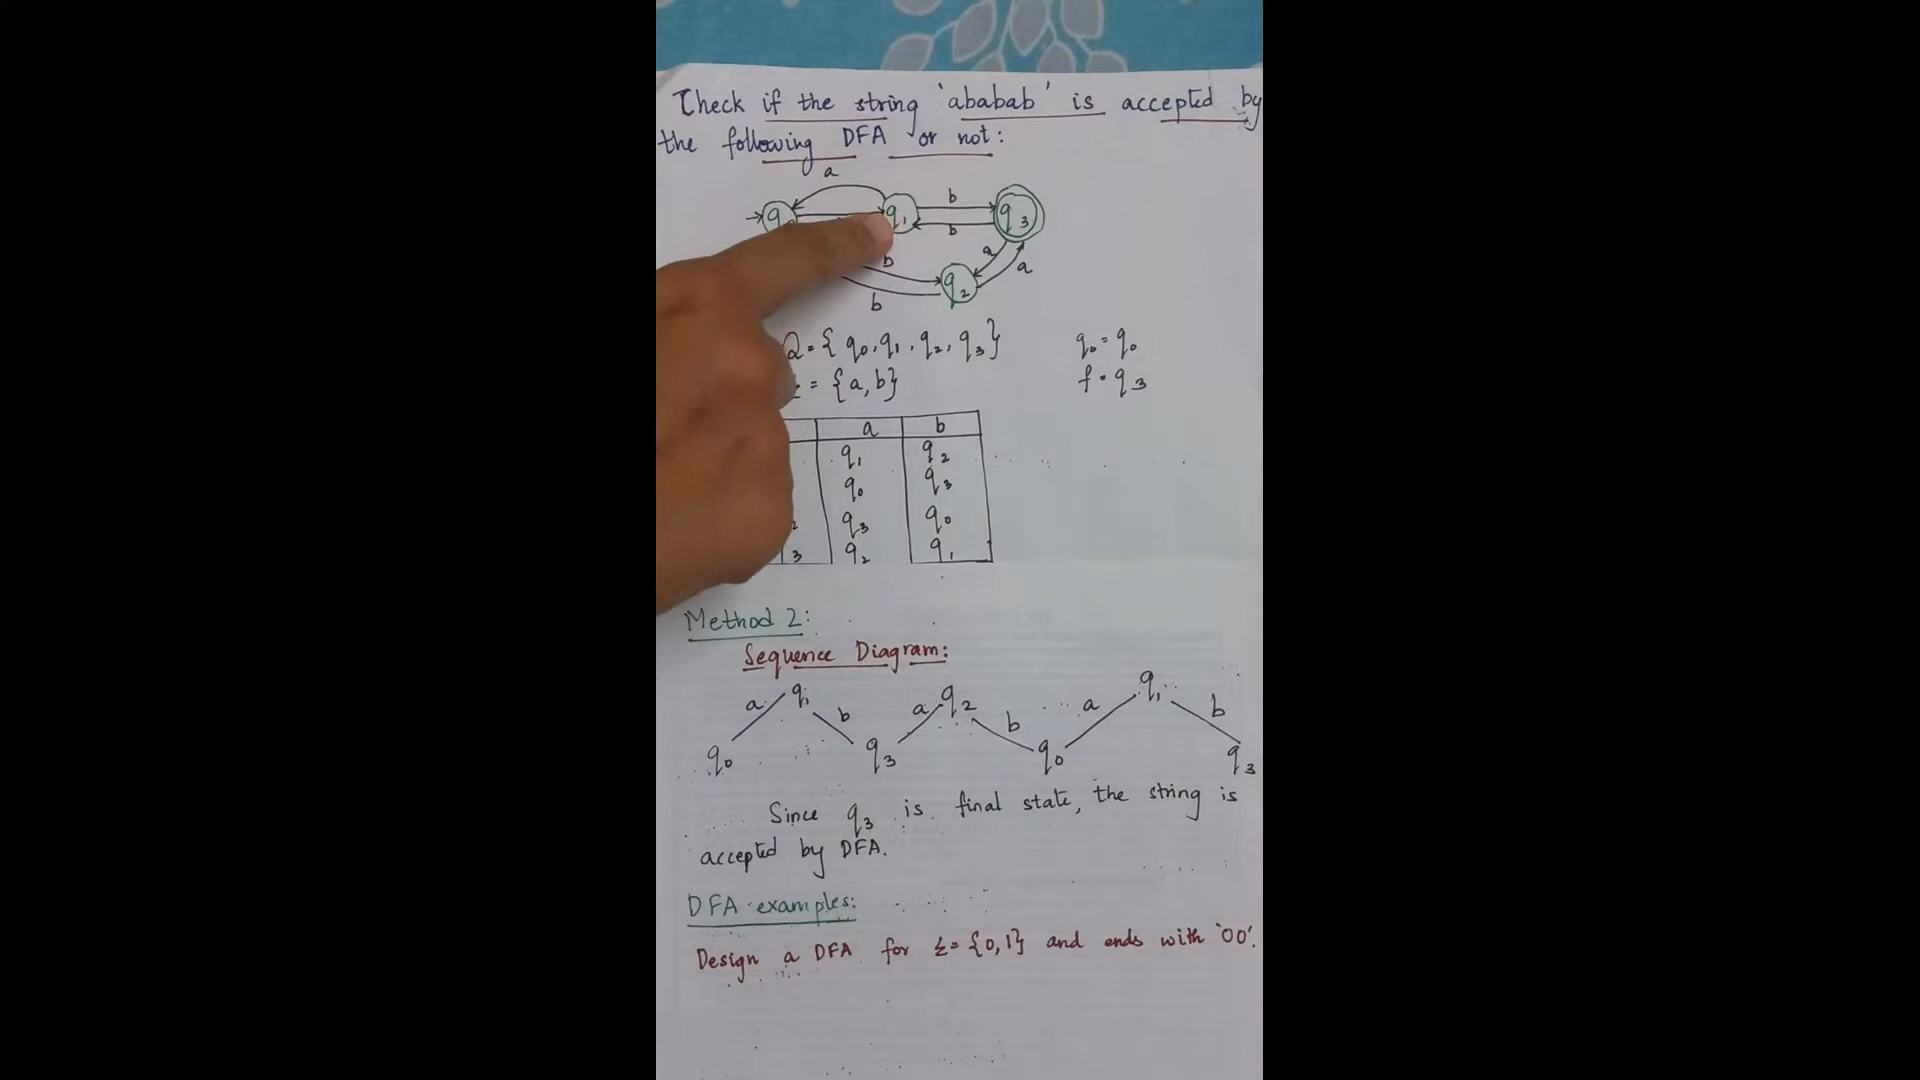 Check if the string 'ababab' is accepted by
the following DFA or not:
a
q₁ b q₃
b
b a a
q₂
b
Q = { q₀, q₁, q₂, q₃} q₀ = q₀
= {a, b} f = q₃
a b
q₁ q₂
q₀ q₃
2 q₃ q₀
3 q₂ q₁
Method 2:
Sequence Diagram:
q₀ a q₁ b q₃ a q₂ b q₀ a q₁ b q₃
Since q₃ is final state, the string is
accepted by DFA.
DFA examples:
Design a DFA for Σ = {0,1} and ends with '00'.